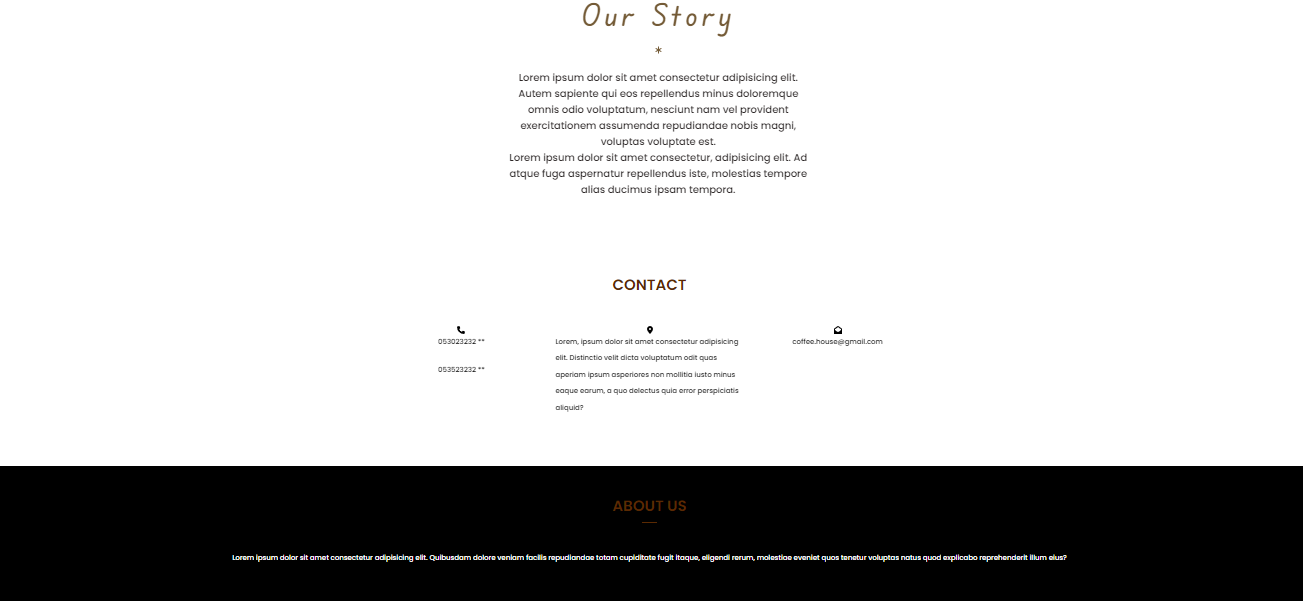 Our Story
*
Lorem ipsum dolor sit amet consectetur adipisicing elit.
Autem sapiente qui eos repellendus minus doloremque
omnis odio voluptatum, nesciunt nam vel provident
exercitationem assumenda repudiandae nobis magni,
voluptas voluptate est.
Lorem ipsum dolor sit amet consectetur, adipisicing elit. Ad
atque fuga aspernatur repellendus iste, molestias tempore
alias ducimus ipsam tempora.
CONTACT
053023232 **
053523232 **
Lorem, ipsum dolor sit amet consectetur adipisicing
elit. Distinctio velit dicta voluptatum odit quas
aperiam ipsum asperiores non mollitia iusto minus
eaque earum, a quo delectus quia error perspiciatis
aliquid?
coffee.house@gmail.com
ABOUT US
Lorem ipsum dolor sit amet consectetur adipisicing elit. Quibusdam dolore veniam facilis repudiandae totam cupiditate fugit itaque, eligendi rerum, molestiae eveniet quos tenetur voluptas natus quod explicabo reprehenderit illum eius?